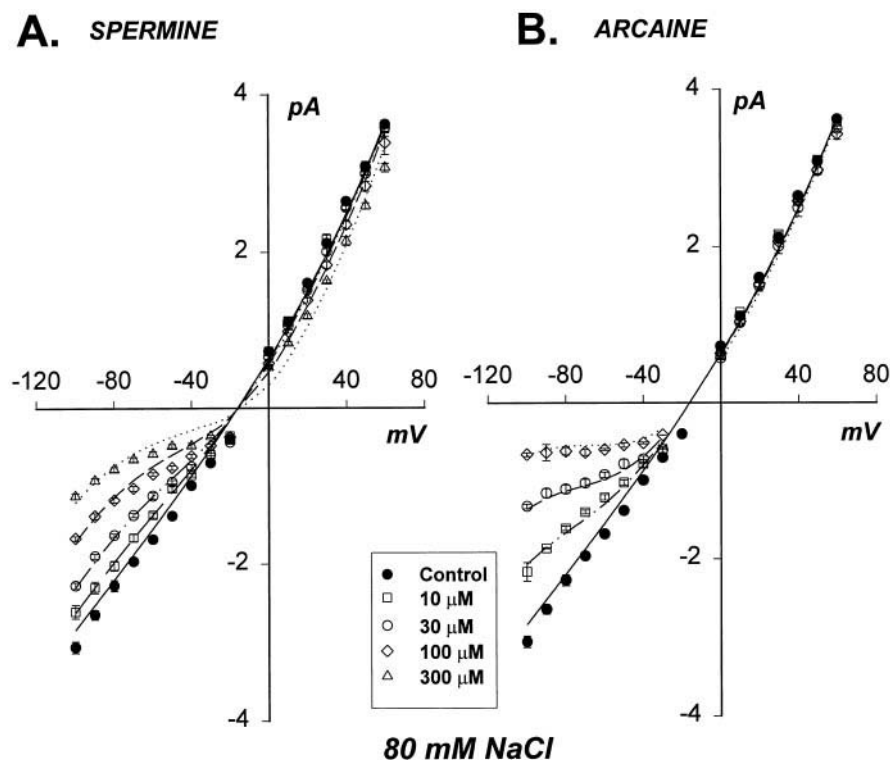 A. SPERMINE
4
pA
2
-120 -80 -40 40 80
mV
-2
-4
B. ARCAINE
4
pA
2
-120 -80 -40 40 80
mV
-2
-4
Control
10 μM
30 μM
100 μM
300 μM
80 mM NaCl